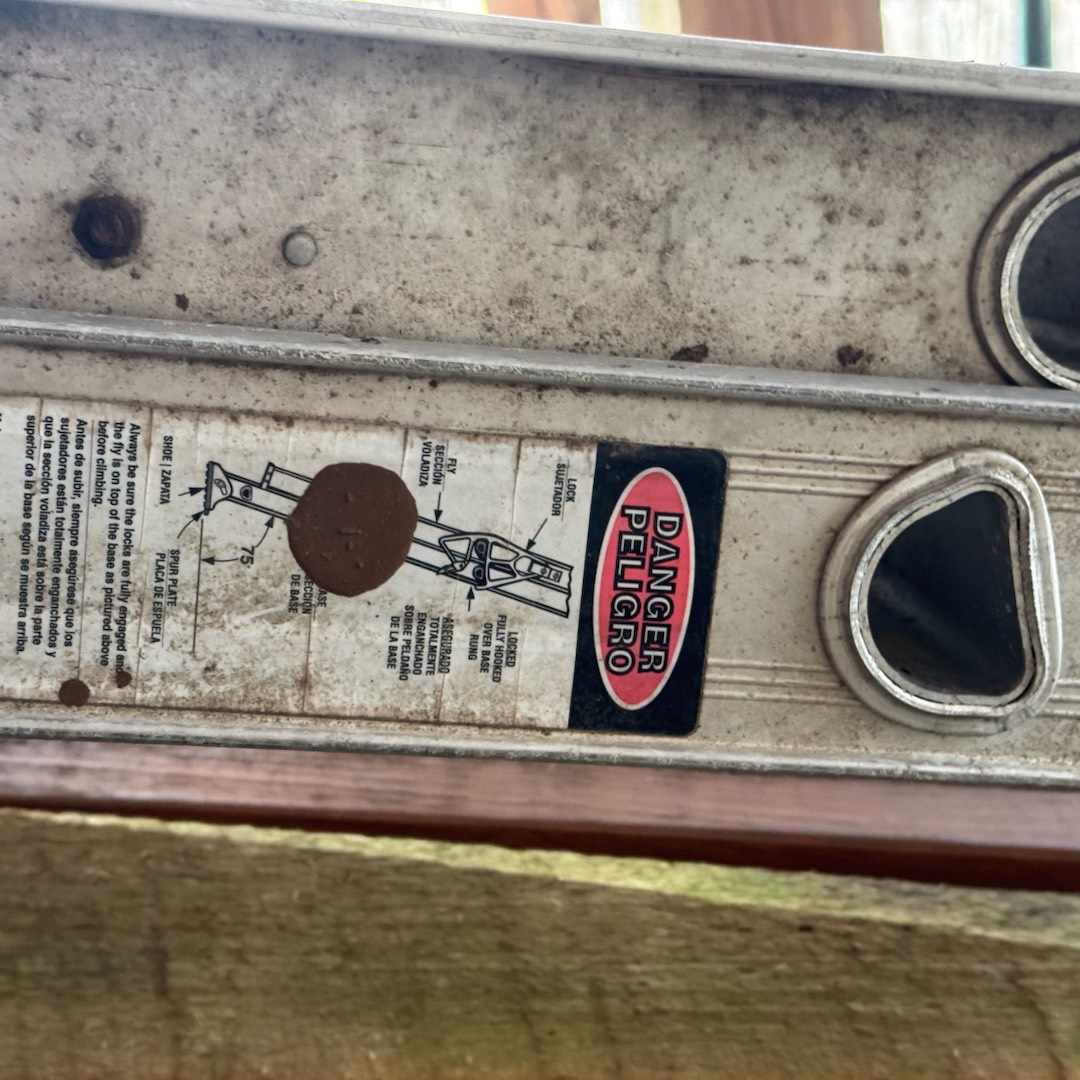 DANGER
PELIGRO
LOCK
SUJETADOR
FLY
SECCIÓN
VOLADIZA
LOCKED
FULLY HOOKED
OVER BASE
RUNG
ASEGURADO
TOTALMENTE
ENGANCHADO
SOBRE PELDAÑO
DE LA BASE
DE BASE
75°
SHOE | ZAPATA
SPUR PLATE
PLACA DE ESPUELA
Always be sure the locks are fully engaged and
the fly is on top of the base as pictured above
before climbing.
Antes de subir, siempre asegúrese que los
sujetadores están totalmente enganchados y
que la sección voladiza está sobre la parte
superior de la base según se muestra arriba.